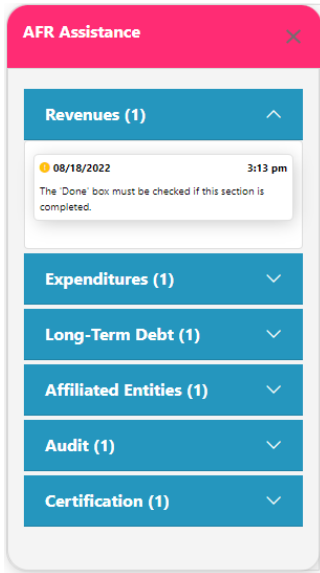 AFR Assistance
Revenues (1)
08/18/2022 3:13 pm
The 'Done' box must be checked if this section is
completed.
Expenditures (1)
Long-Term Debt (1)
Affiliated Entities (1)
Audit (1)
Certification (1)